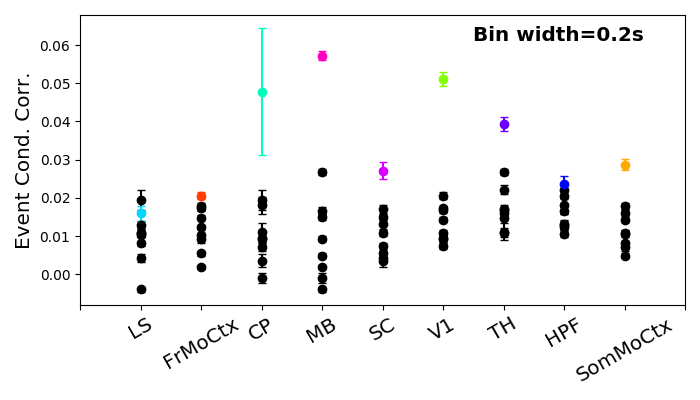 Bin width=0.2s
Event Cond. Corr.
0.06
0.05
0.04
0.03
0.02
0.01
0.00
LS
FrMoCtx
CP
MB
SC
V1
TH
HPF
SomMoCtx